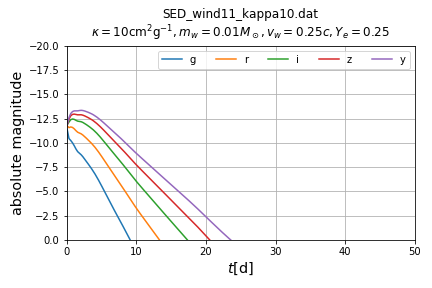 SED_wind11_kappa10.dat
κ = 10cm²g⁻¹, m_w = 0.01M_⊙, v_w = 0.25c, Y_e = 0.25
g r i z y
−20.0
−17.5
−15.0
−12.5
−10.0
−7.5
−5.0
−2.5
0.0
absolute magnitude
0 10 20 30 40 50
t[d]